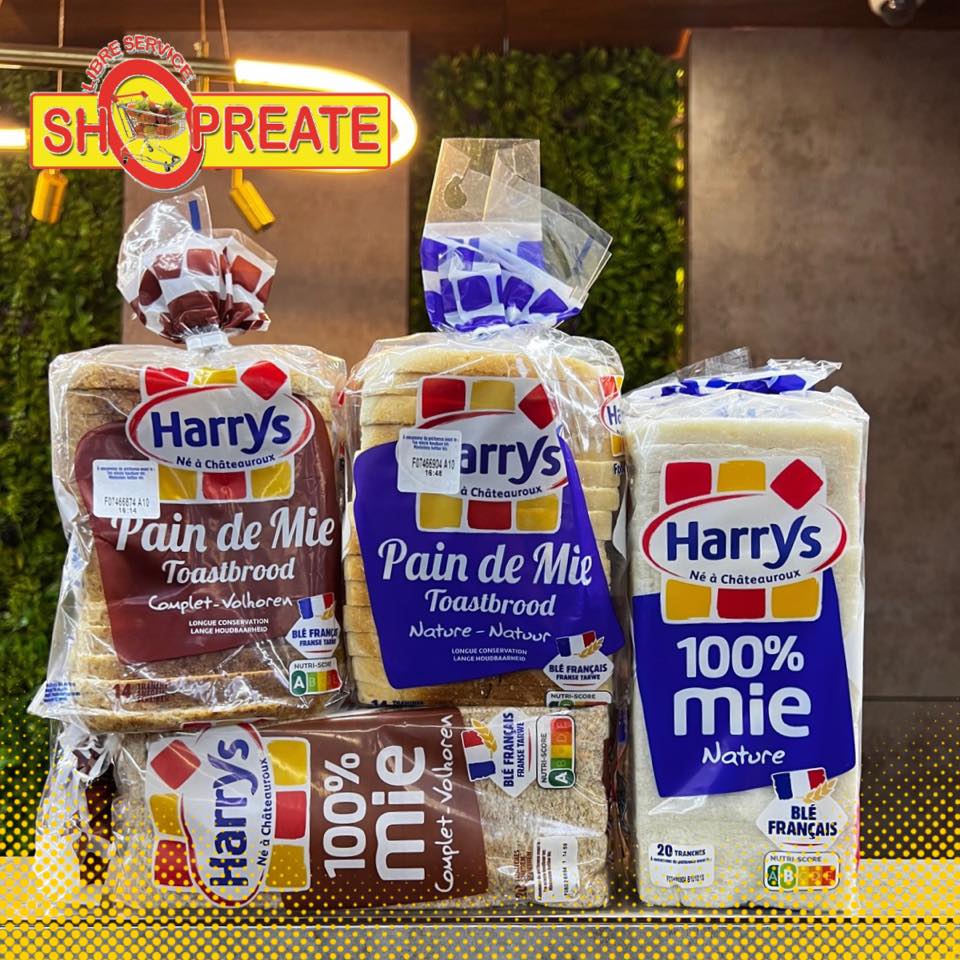 LIBRE SERVICE
SHOPREATE
Harrys
Né à Châteauroux
F07466874 A10
16:14
Pain de Mie
Toastbrood
Complet-Volkoren
LONGUE CONSERVATION
LANGE HOUDBAARHEID
BLÉ FRANÇAIS
FRANSE TARWE
NUTRI-SCORE
14
arrys
à Châteauroux
F07466904 A10
16:48
Pain de Mie
Toastbrood
Nature - Natuur
LONGUE CONSERVATION
LANGE HOUDBAARHEID
BLÉ FRANÇAIS
FRANSE TARWE
NUTRI-SCORE
Harrys
Né à Châteauroux
100%
mie
Nature
BLÉ
FRANÇAIS
20 TRANCHES
NUTRI-SCORE
A B C D E
Harrys
Né à Châteauroux
100%
mie
Complet-Volkoren
BLÉ FRANÇAIS
FRANSE TARWE
NUTRI-SCORE
A B C D E